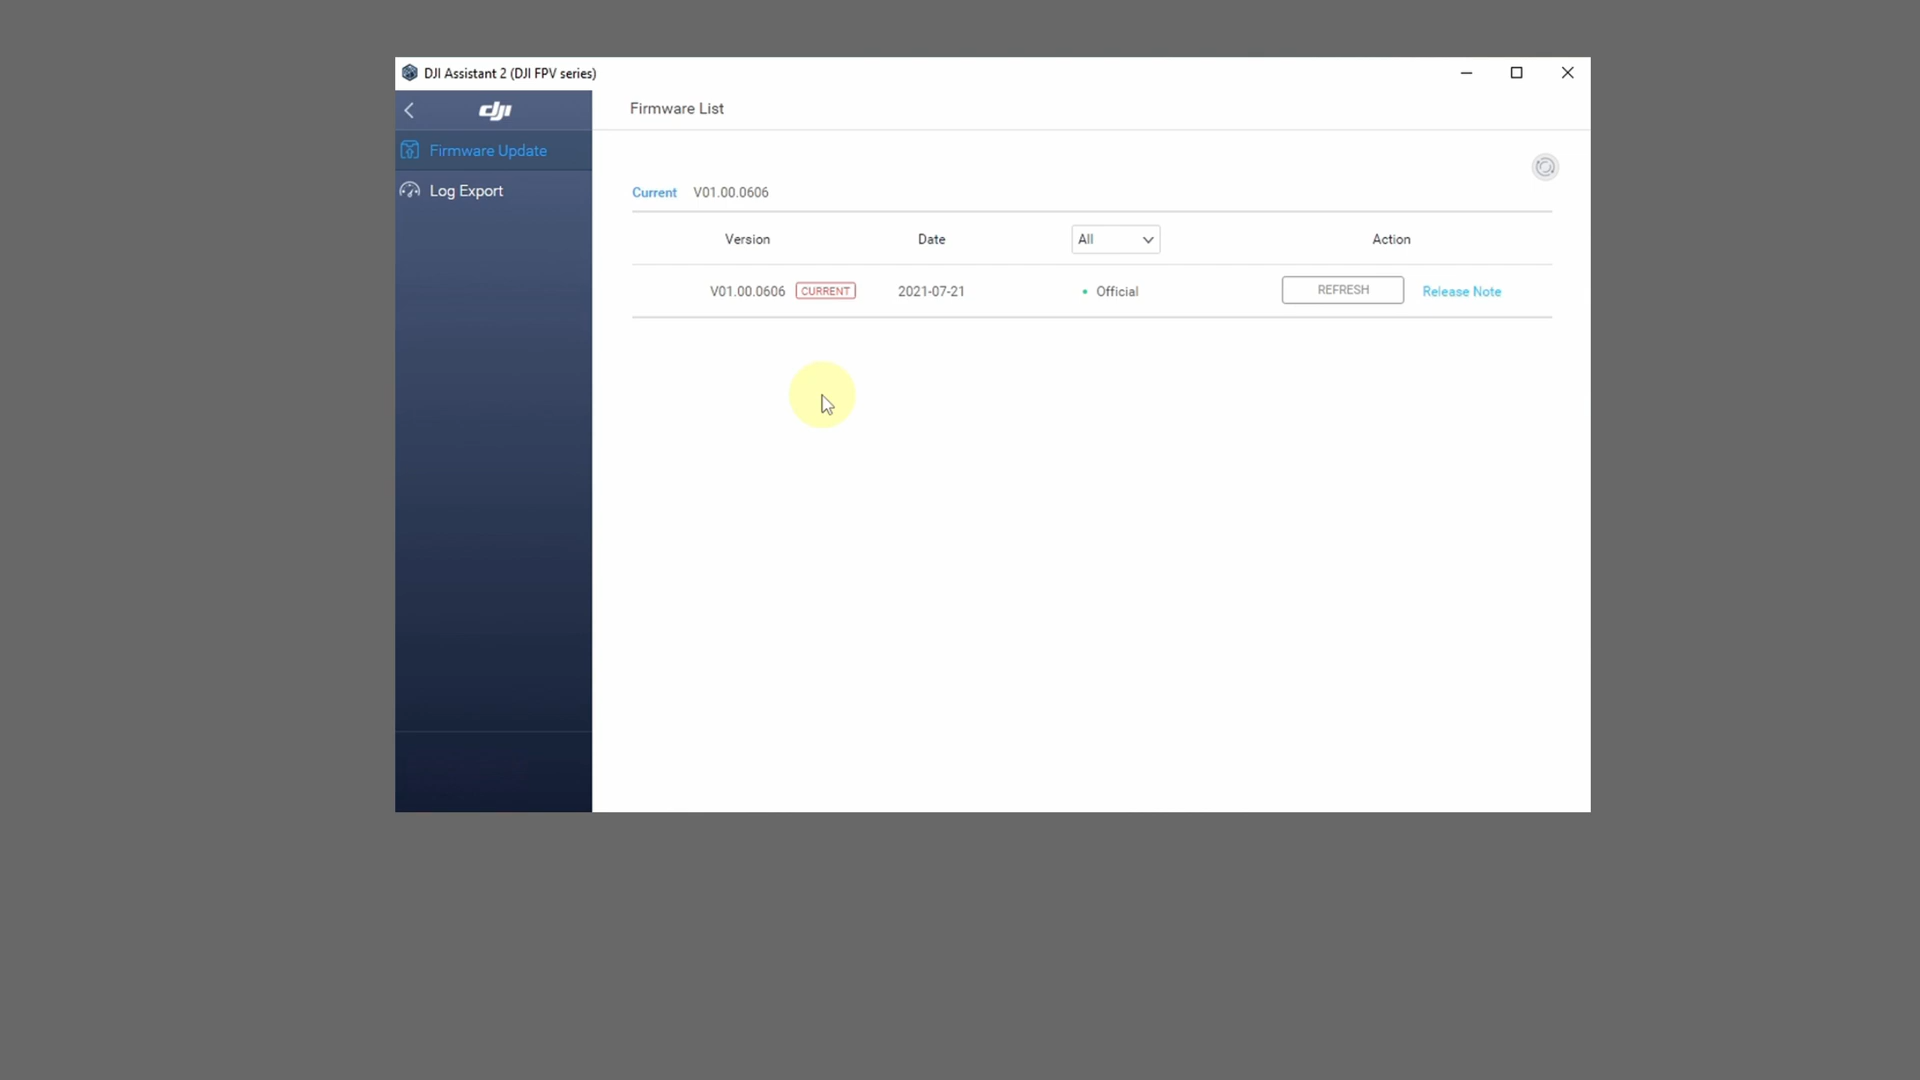 DJI Assistant 2 (DJI FPV series)
dji
Firmware List
Firmware Update
Log Export
Current V01.00.0606
Version Date All Action
V01.00.0606 CURRENT 2021-07-21 Official REFRESH Release Note